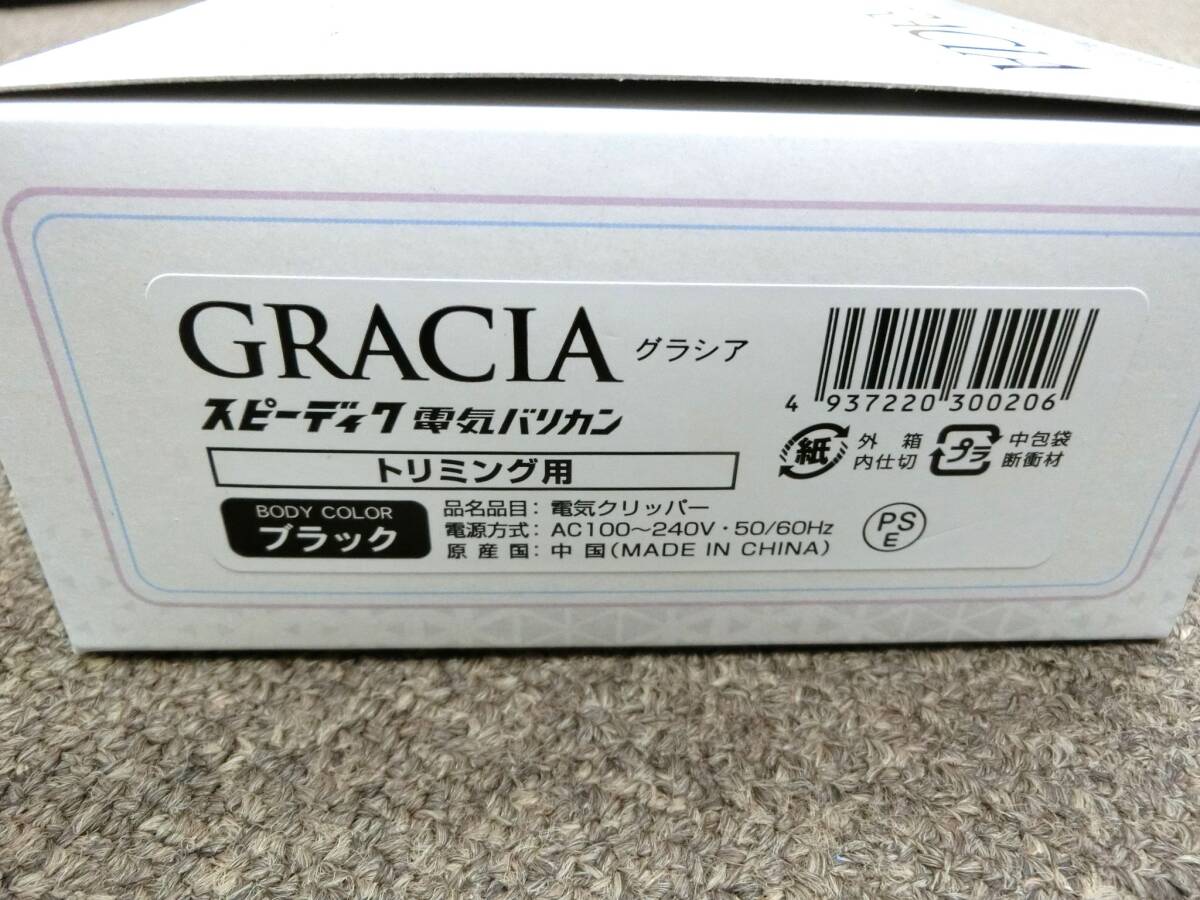 GRACIA グラシア
スピーディク 電気バリカン
トリミング用
BODY COLOR
ブラック
品名品目：電気クリッパー
電源方式：AC100～240V・50/60Hz
原産国：中国(MADE IN CHINA)
4 937220 300206
紙 外箱
内仕切
プラ 中包袋
断衝材
PS
E